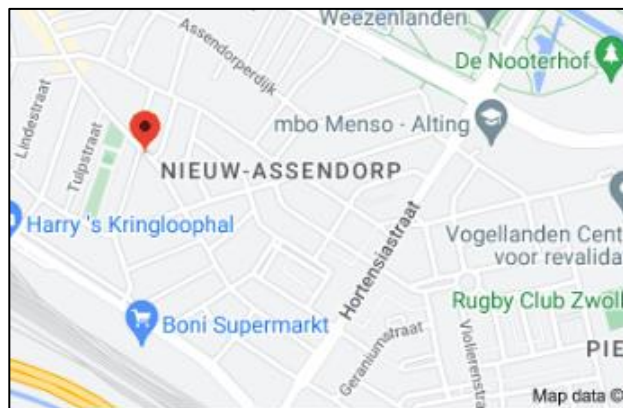 Weezenlanden
De Nooterhof
Assendorperdijk
Lindestraat
mbo Menso - Alting
Tulpstraat
NIEUW-ASSENDORP
Harry 's Kringloophal
Vogellanden Cent
voor revalida
Hortensiastraat
Rugby Club Zwoll
Boni Supermarkt
Geraniumstraat
Violierenstraat
PIE
Map data ©